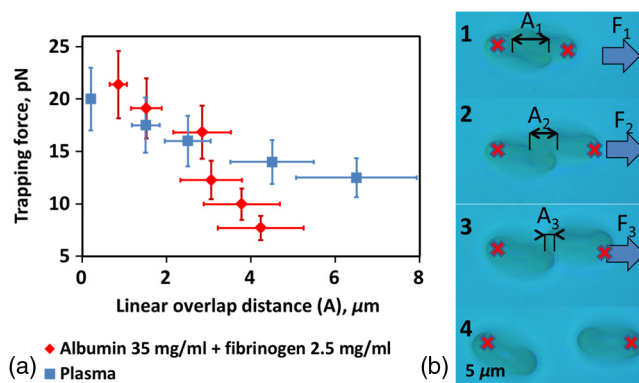 Trapping force, pN
25
20
15
10
5
0 2 4 6 8
Linear overlap distance (A), μm
Albumin 35 mg/ml + fibrinogen 2.5 mg/ml
Plasma
(a)
1
A1
F1
2
A2
F2
3
A3
F3
4
5 μm
(b)